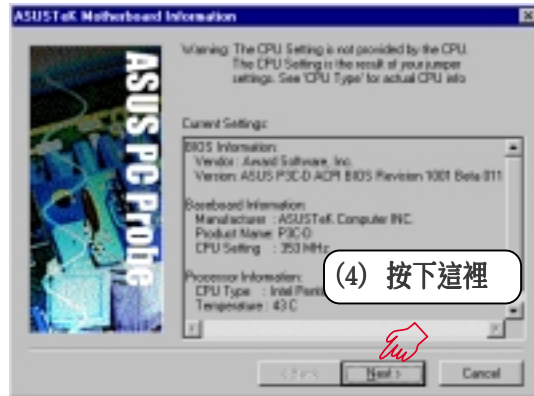 ASUSTeK Motherboard Information
Warning: The CPU Setting is not provided by the CPU.
The CPU Setting is the result of your jumper
settings. See 'CPU Type' for actual CPU info
ASUS PC Probe
Current Settings:
BIOS Information:
Vendor : Award Software, Inc.
Version: ASUS P3C-D ACPI BIOS Revision 1001 Beta 011
Baseboard Information:
Manufacturer : ASUSTeK Computer INC.
Product Name: P3C-D
CPU Setting : 353 MHz
Processor Information:
CPU Type : Intel
Temperature : 43 C
(4) 按下這裡
< Back
Next >
Cancel